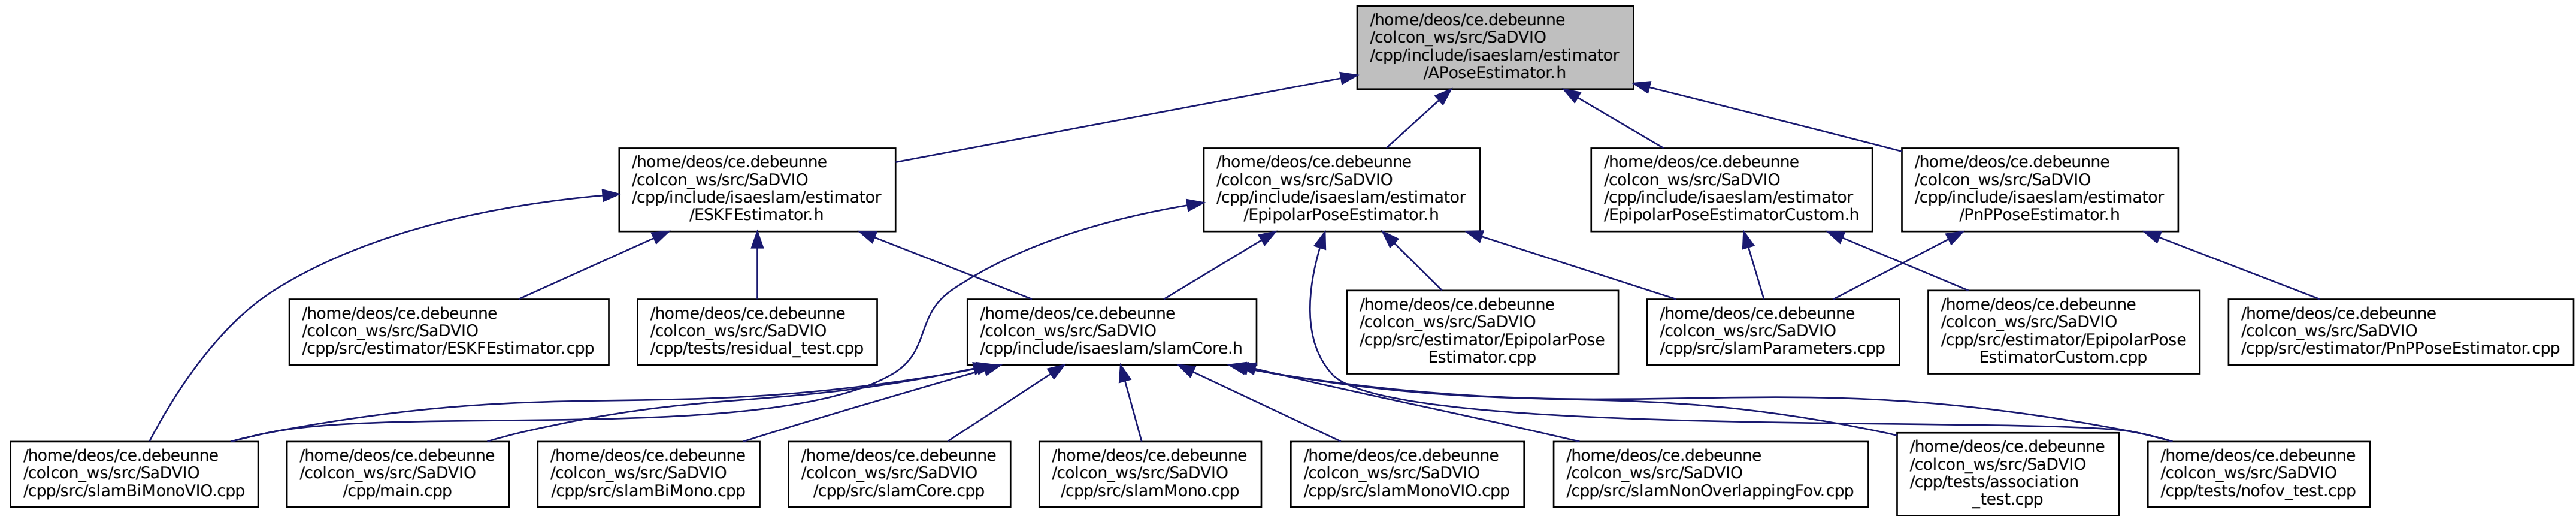 /home/deos/ce.debeunne
/colcon_ws/src/SaDVIO
/cpp/include/isaeslam/estimator
/APoseEstimator.h
/home/deos/ce.debeunne
/colcon_ws/src/SaDVIO
/cpp/include/isaeslam/estimator
/ESKFEstimator.h
/home/deos/ce.debeunne
/colcon_ws/src/SaDVIO
/cpp/include/isaeslam/estimator
/EpipolarPoseEstimator.h
/home/deos/ce.debeunne
/colcon_ws/src/SaDVIO
/cpp/include/isaeslam/estimator
/EpipolarPoseEstimatorCustom.h
/home/deos/ce.debeunne
/colcon_ws/src/SaDVIO
/cpp/include/isaeslam/estimator
/PnPPoseEstimator.h
/home/deos/ce.debeunne
/colcon_ws/src/SaDVIO
/cpp/src/estimator/ESKFEstimator.cpp
/home/deos/ce.debeunne
/colcon_ws/src/SaDVIO
/cpp/tests/residual_test.cpp
/home/deos/ce.debeunne
/colcon_ws/src/SaDVIO
/cpp/include/isaeslam/slamCore.h
/home/deos/ce.debeunne
/colcon_ws/src/SaDVIO
/cpp/src/estimator/EpipolarPose
Estimator.cpp
/home/deos/ce.debeunne
/colcon_ws/src/SaDVIO
/cpp/src/slamParameters.cpp
/home/deos/ce.debeunne
/colcon_ws/src/SaDVIO
/cpp/src/estimator/EpipolarPose
EstimatorCustom.cpp
/home/deos/ce.debeunne
/colcon_ws/src/SaDVIO
/cpp/src/estimator/PnPPoseEstimator.cpp
/home/deos/ce.debeunne
/colcon_ws/src/SaDVIO
/cpp/src/slamBiMonoVIO.cpp
/home/deos/ce.debeunne
/colcon_ws/src/SaDVIO
/cpp/main.cpp
/home/deos/ce.debeunne
/colcon_ws/src/SaDVIO
/cpp/src/slamBiMono.cpp
/home/deos/ce.debeunne
/colcon_ws/src/SaDVIO
/cpp/src/slamCore.cpp
/home/deos/ce.debeunne
/colcon_ws/src/SaDVIO
/cpp/src/slamMono.cpp
/home/deos/ce.debeunne
/colcon_ws/src/SaDVIO
/cpp/src/slamMonoVIO.cpp
/home/deos/ce.debeunne
/colcon_ws/src/SaDVIO
/cpp/src/slamNonOverlappingFov.cpp
/home/deos/ce.debeunne
/colcon_ws/src/SaDVIO
/cpp/tests/association
_test.cpp
/home/deos/ce.debeunne
/colcon_ws/src/SaDVIO
/cpp/tests/nofov_test.cpp